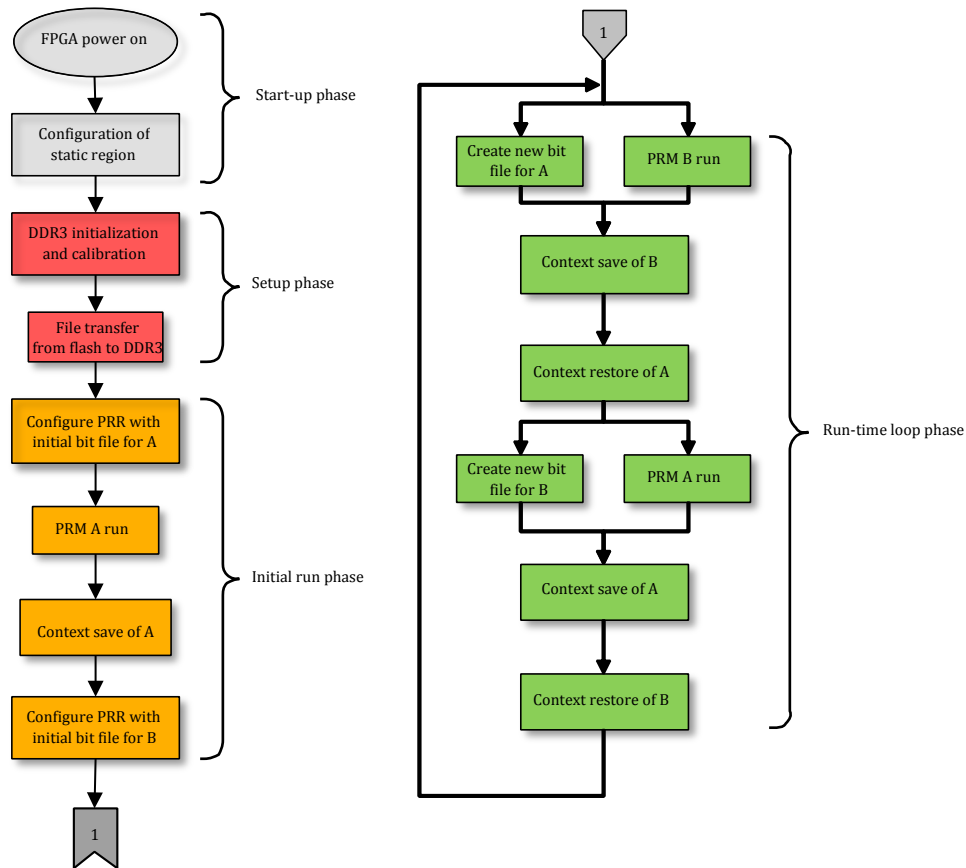 FPGA power on
Configuration of
static region
Start-up phase
DDR3 initialization
and calibration
File transfer
from flash to DDR3
Setup phase
Configure PRR with
initial bit file for A
PRM A run
Context save of A
Configure PRR with
initial bit file for B
Initial run phase
1
1
Create new bit
file for A
PRM B run
Context save of B
Context restore of A
Create new bit
file for B
PRM A run
Context save of A
Context restore of B
Run-time loop phase